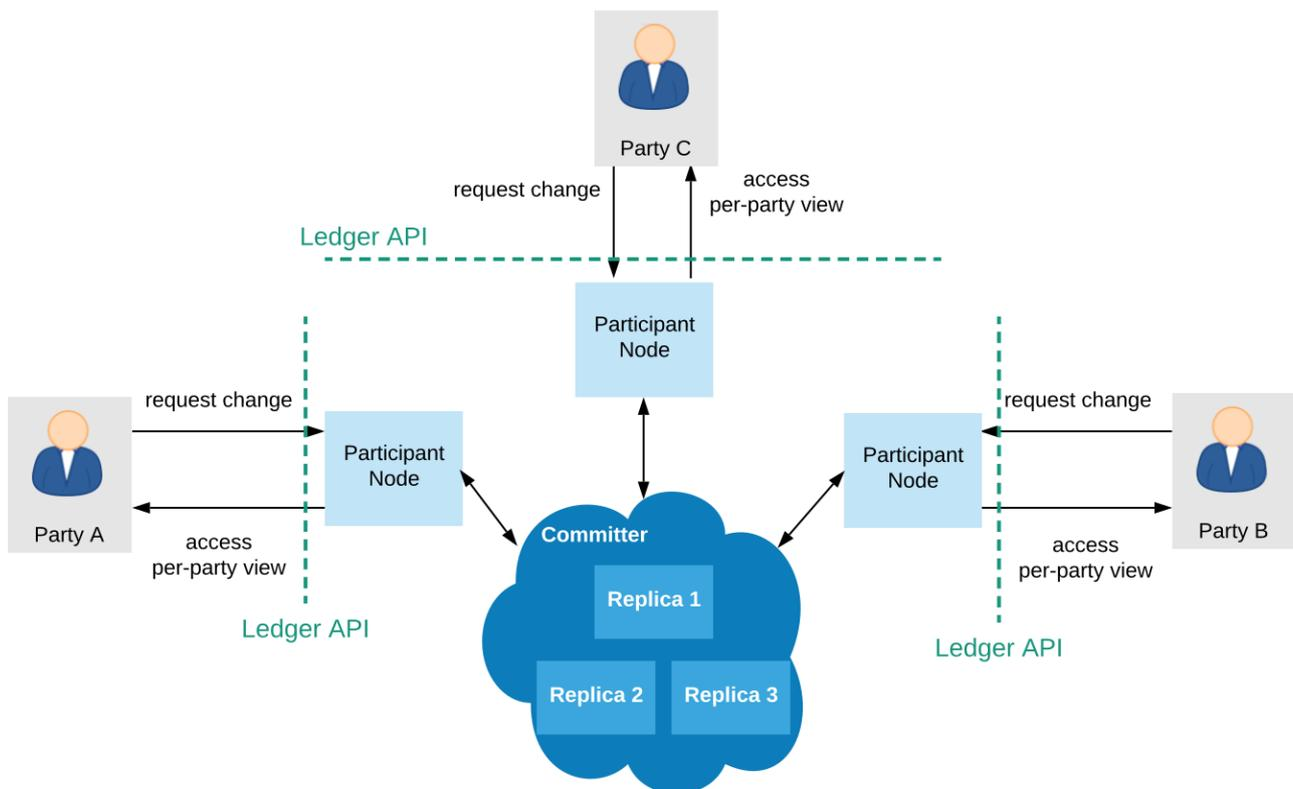 Party C
request change
access
per-party view
Ledger API
Participant
Node
request change
Party A
access
per-party view
Ledger API
Participant
Node
Participant
Node
request change
Party B
access
per-party view
Ledger API
Committer
Replica 1
Replica 2
Replica 3